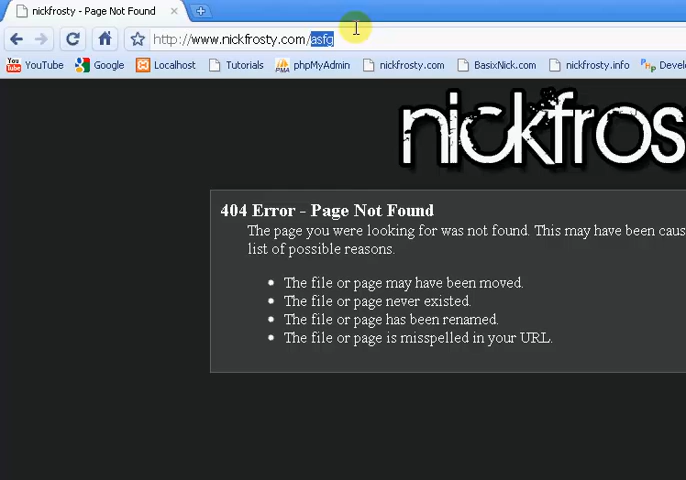 nickfrosty - Page Not Found
http://www.nickfrosty.com/asfg
YouTube Google Localhost Tutorials phpMyAdmin nickfrosty.com BasixNick.com nickfrosty.info Develo
nickfros
404 Error - Page Not Found
The page you were looking for was not found. This may have been caus
list of possible reasons.
The file or page may have been moved.
The file or page never existed.
The file or page has been renamed.
The file or page is misspelled in your URL.